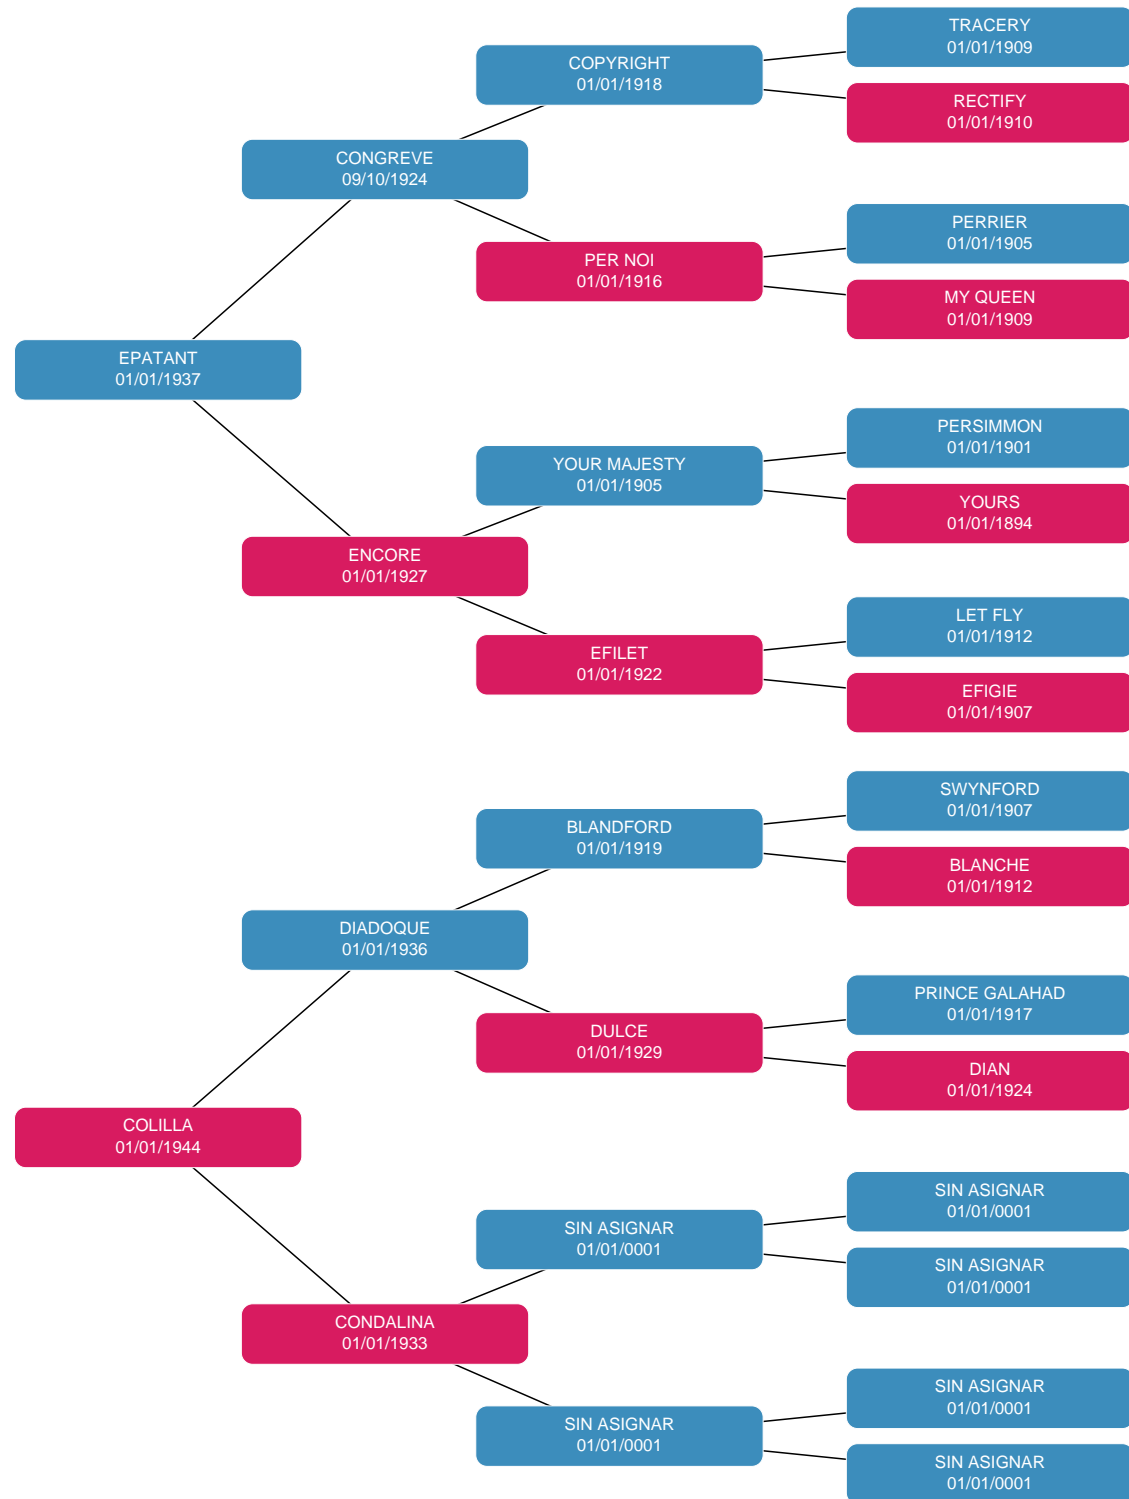 TRACERY
01/01/1909
COPYRIGHT
01/01/1918
RECTIFY
01/01/1910
CONGREVE
09/10/1924
PERRIER
01/01/1905
PER NOI
01/01/1916
MY QUEEN
01/01/1909
EPATANT
01/01/1937
PERSIMMON
01/01/1901
YOUR MAJESTY
01/01/1905
YOURS
01/01/1894
ENCORE
01/01/1927
LET FLY
01/01/1912
EFILET
01/01/1922
EFIGIE
01/01/1907
SWYNFORD
01/01/1907
BLANDFORD
01/01/1919
BLANCHE
01/01/1912
DIADOQUE
01/01/1936
PRINCE GALAHAD
01/01/1917
DULCE
01/01/1929
DIAN
01/01/1924
COLILLA
01/01/1944
SIN ASIGNAR
01/01/0001
SIN ASIGNAR
01/01/0001
SIN ASIGNAR
01/01/0001
CONDALINA
01/01/1933
SIN ASIGNAR
01/01/0001
SIN ASIGNAR
01/01/0001
SIN ASIGNAR
01/01/0001